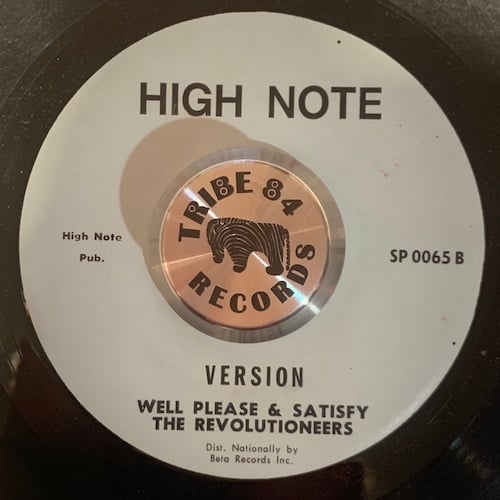 HIGH NOTE
TRIBE 84
RECORDS
High Note
Pub.
SP 0065 B
VERSION
WELL PLEASE & SATISFY
THE REVOLUTIONEERS
Dist. Nationally by
Beta Records Inc.